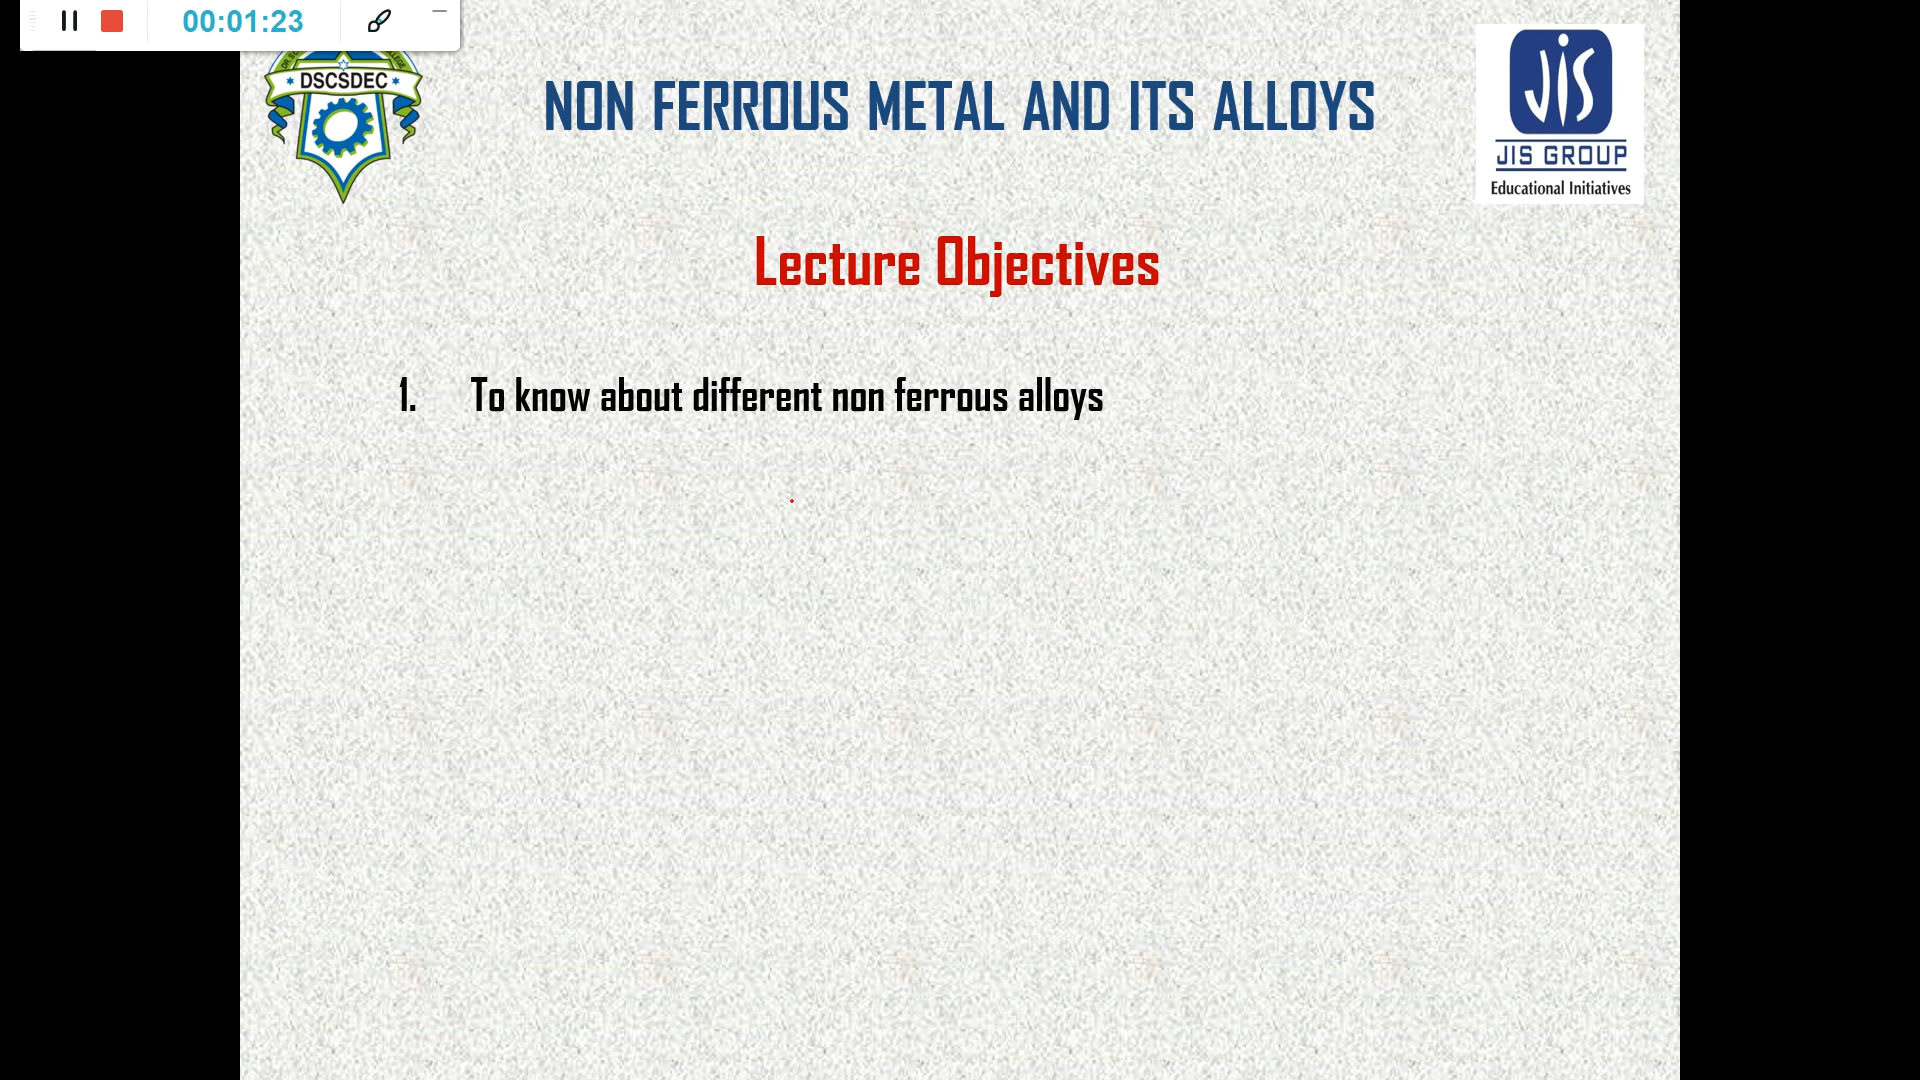 00:01:23
DSCSDEC
NON FERROUS METAL AND ITS ALLOYS
JiS
JIS GROUP
Educational Initiatives
Lecture Objectives
1. To know about different non ferrous alloys